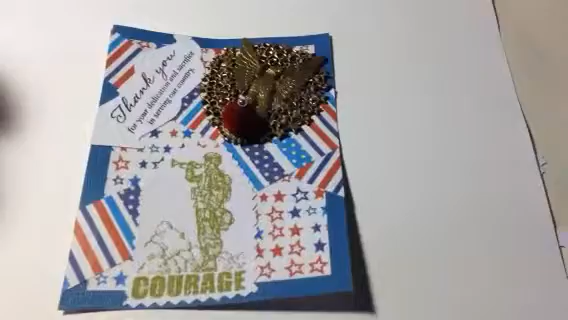 Thank you
for your dedication and sacrifice
in serving our country.
COURAGE